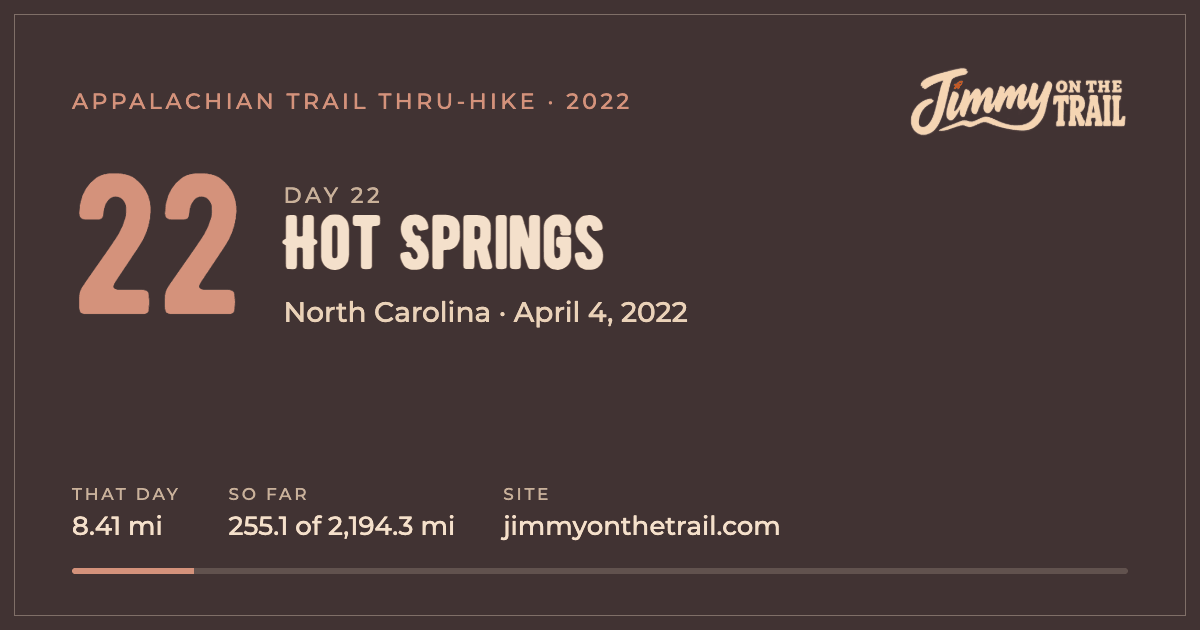 APPALACHIAN TRAIL THRU-HIKE · 2022
Jimmy ON THE TRAIL
22
DAY 22
HOT SPRINGS
North Carolina · April 4, 2022
THAT DAY
8.41 mi
SO FAR
255.1 of 2,194.3 mi
SITE
jimmyonthetrail.com